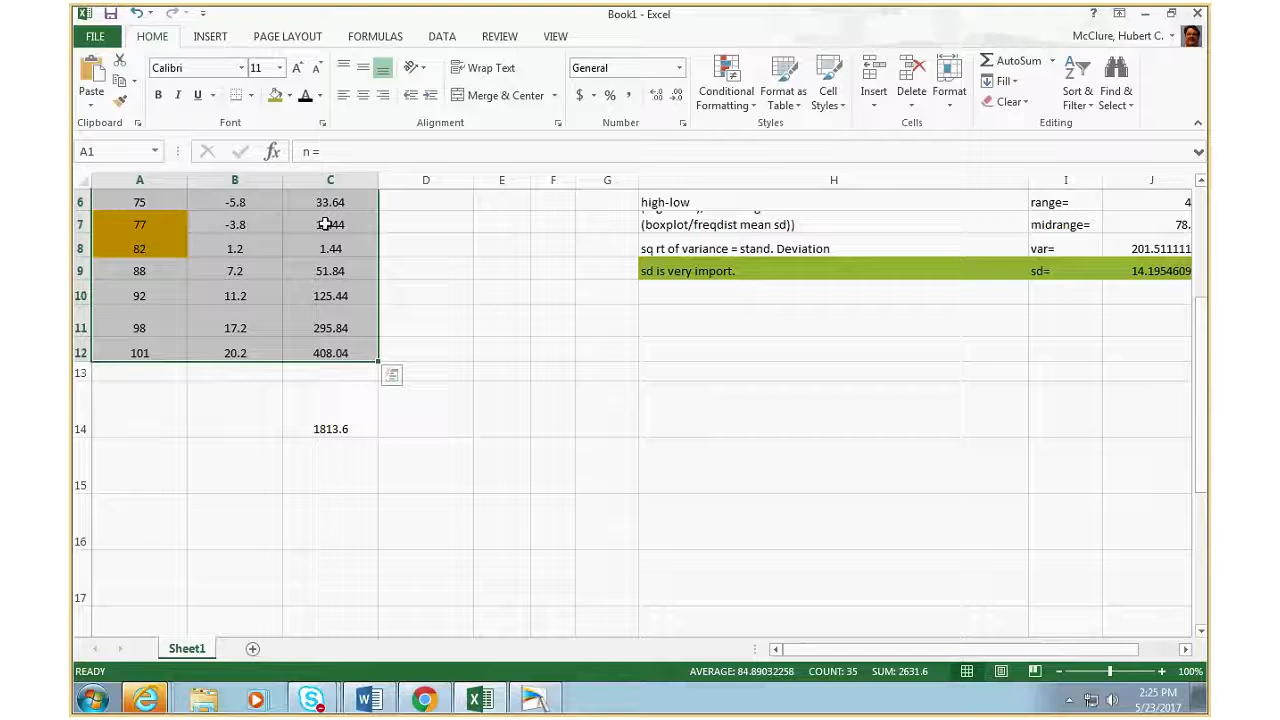 Book1 - Excel
?
FILE HOME INSERT PAGE LAYOUT FORMULAS DATA REVIEW VIEW McClure, Hubert C.
Calibri 11 A A Wrap Text General AutoSum
Paste B I U A Merge & Center $ % , Conditional Formatting Format as Table Cell Styles Insert Delete Format Fill Clear Sort & Filter Find & Select
Clipboard Font Alignment Number Styles Cells Editing
A1 fx n =
A B C D E F G H I J
6 75 -5.8 33.64 high-low range= 4
7 77 -3.8 (boxplot/freqdist mean sd)) midrange= 78.
8 82 1.2 1.44 sq rt of variance = stand. Deviation var= 201.511111
9 88 7.2 51.84 sd is very import. sd= 14.1954609
10 92 11.2 125.44
11 98 17.2 295.84
12 101 20.2 408.04
13
14 1813.6
15
16
17
Sheet1
READY AVERAGE: 84.89032258 COUNT: 35 SUM: 2631.6 100%
2:25 PM
5/23/2017